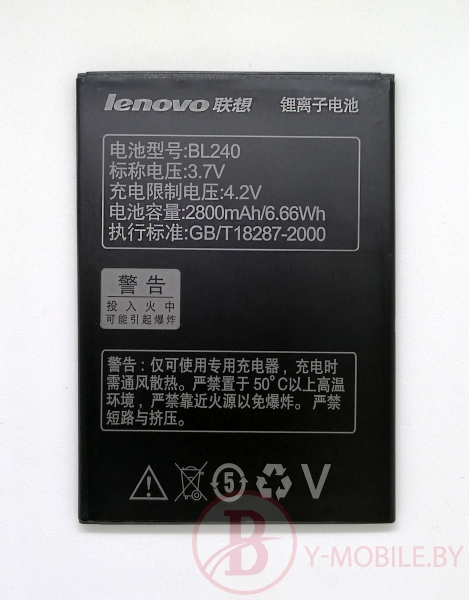 lenovo联想 锂离子电池
电池型号:BL240
标称电压:3.7V
充电限制电压:4.2V
电池容量:2800mAh/6.66Wh
执行标准:GB/T18287-2000
警告
投入火中
可能引起爆炸
警告：仅可使用专用充电器，充电时
需通风散热。严禁置于50°C以上高温
环境，严禁靠近火源以免爆炸。严禁
短路与挤压。
5 V
B Y-MOBILE.BY